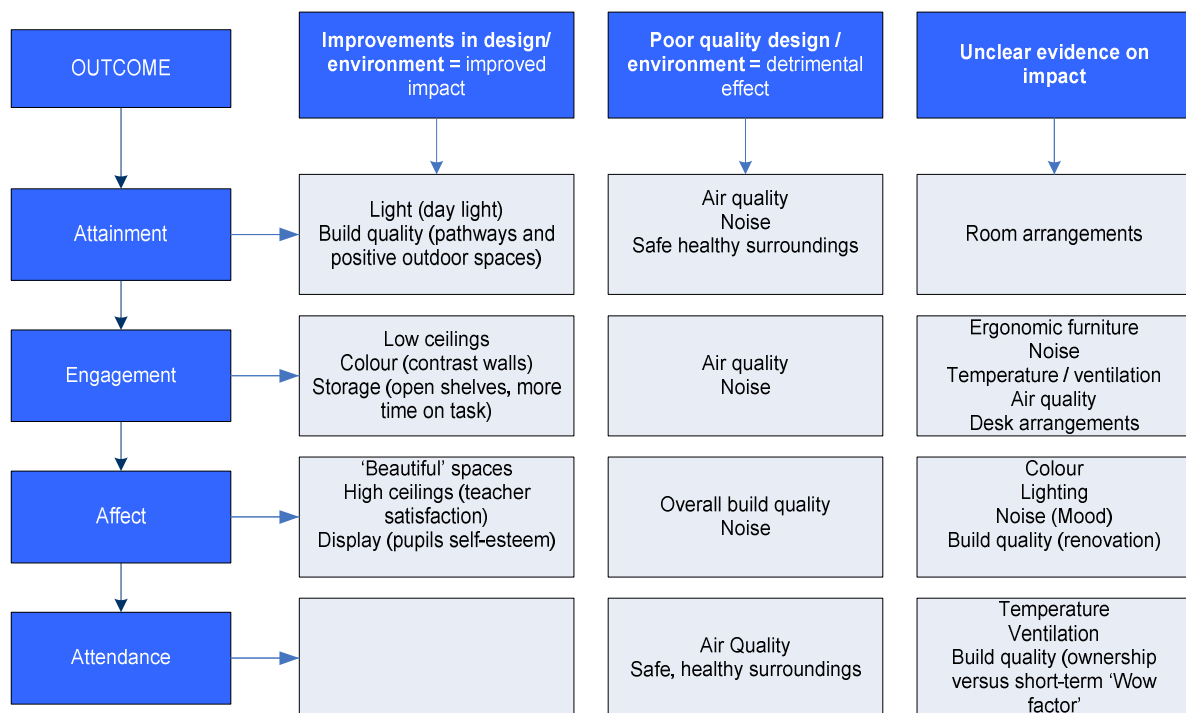 OUTCOME
Improvements in design/
environment = improved
impact
Poor quality design /
environment = detrimental
effect
Unclear evidence on
impact
Attainment
Light (day light)
Build quality (pathways and
positive outdoor spaces)
Air quality
Noise
Safe healthy surroundings
Room arrangements
Engagement
Low ceilings
Colour (contrast walls)
Storage (open shelves, more
time on task)
Air quality
Noise
Ergonomic furniture
Noise
Temperature / ventilation
Air quality
Desk arrangements
Affect
‘Beautiful’ spaces
High ceilings (teacher
satisfaction)
Display (pupils self-esteem)
Overall build quality
Noise
Colour
Lighting
Noise (Mood)
Build quality (renovation)
Attendance
Air Quality
Safe, healthy surroundings
Temperature
Ventilation
Build quality (ownership
versus short-term ‘Wow
factor’